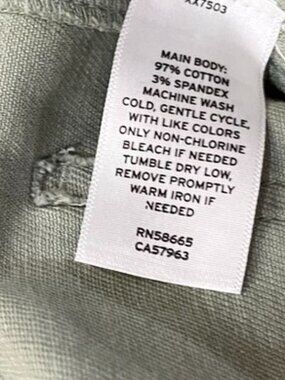 XX7503
MAIN BODY:
97% COTTON
3% SPANDEX
MACHINE WASH
COLD, GENTLE CYCLE,
WITH LIKE COLORS
ONLY NON-CHLORINE
BLEACH IF NEEDED
TUMBLE DRY LOW,
REMOVE PROMPTLY
WARM IRON IF
NEEDED
RN58665
CA57963